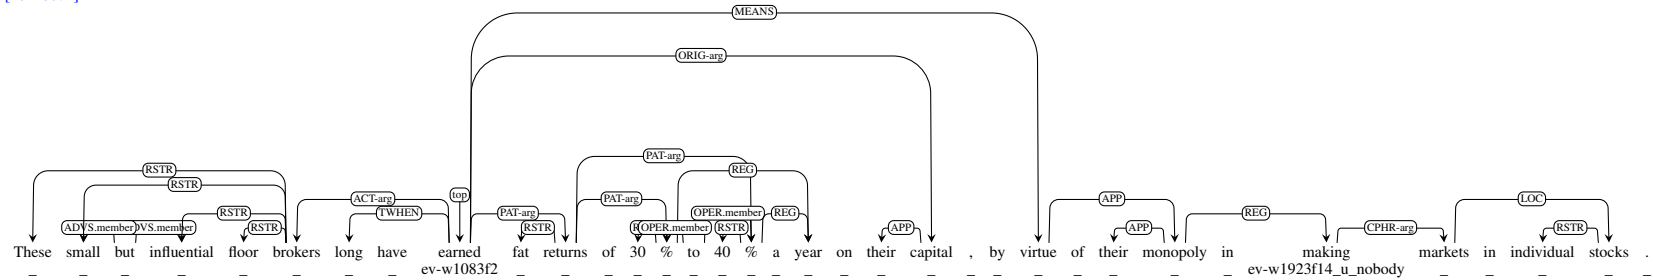 MEANS
ORIG-arg
PAT-arg
RSTR REG
RSTR
ACT-arg top PAT-arg APP LOC
RSTR TWHEN PAT-arg OPER.member REG REG
ADVS.member RSTR RSTR OPER.member RSTR APP APP CPHR-arg RSTR
These small but influential floor brokers long have earned fat returns of 30 % to 40 % a year on their capital , by virtue of their monopoly in making markets in individual stocks .
_ _ _ _ _ _ _ _ ev-w1083f2 _ _ _ _ _ _ _ _ _ _ _ _ _ _ _ _ _ _ _ _ ev-w1923f14_u_nobody _ _ _ _ _